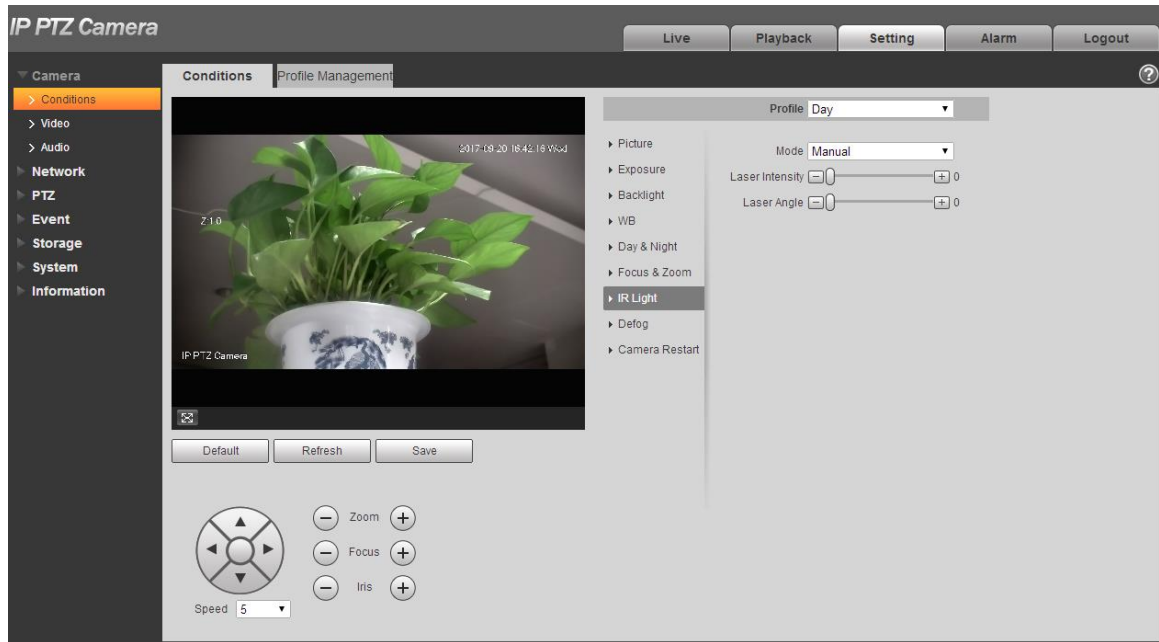 IP PTZ Camera
Live
Playback
Setting
Alarm
Logout
Camera
Conditions
Video
Audio
Network
PTZ
Event
Storage
System
Information
Conditions
Profile Management
?
2017-09-20 16:42:16 Wed
Z:1.0
IP PTZ Camera
Default
Refresh
Save
Zoom
Focus
Iris
Speed 5
Profile Day
Picture
Exposure
Backlight
WB
Day & Night
Focus & Zoom
IR Light
Defog
Camera Restart
Mode Manual
Laser Intensity 0
Laser Angle 0